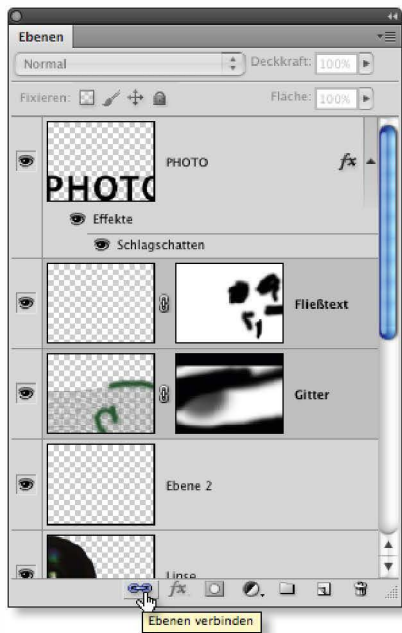 Ebenen
Normal Deckkraft: 100%
Fixieren: Fläche: 100%
PHOTO PHOTO fx
Effekte
Schlagschatten
Fließtext
Gitter
Ebene 2
Linse
fx
Ebenen verbinden